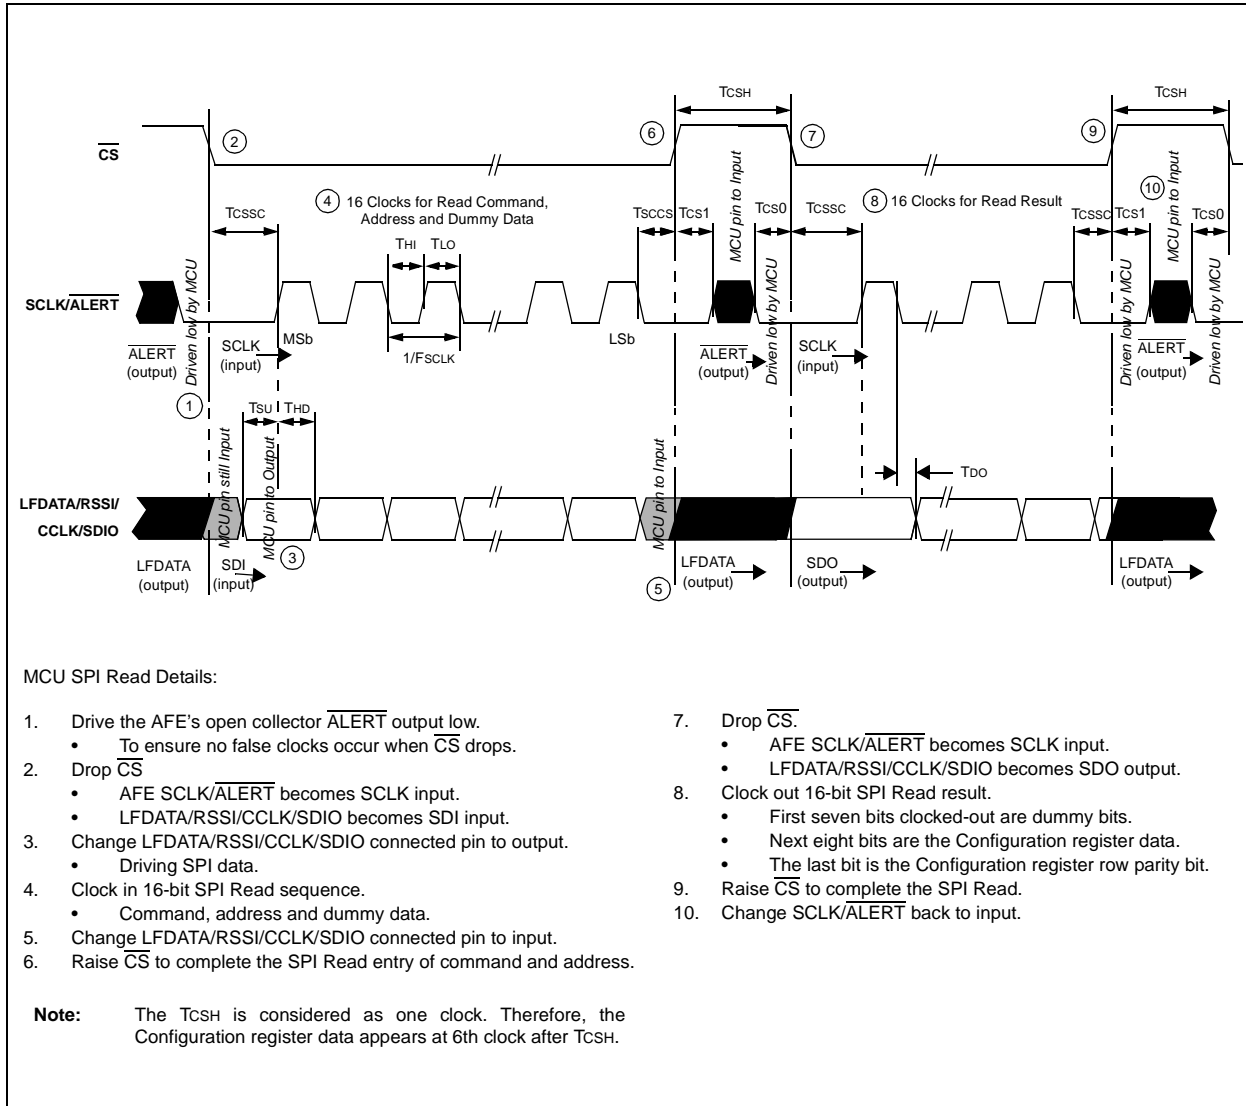 TCSH
TCSH
6
7
9
2
CS
MCU pin to Input
MCU pin to Input
10
4 16 Clocks for Read Command,
Address and Dummy Data
8 16 Clocks for Read Result
TCSSC
TSCCS
TCS1
TCS0
TCSSC
TCSSC
TCS1
TCS0
THI
TLO
Driven low by MCU
Driven low by MCU
Driven low by MCU
Driven low by MCU
SCLK/ALERT
ALERT
(output)
SCLK
(input)
MSb
1/FSCLK
LSb
ALERT
(output)
SCLK
(input)
ALERT
(output)
1
TSU
THD
MCU pin still Input
MCU pin to Output
MCU pin to Input
TDO
LFDATA/RSSI/
CCLK/SDIO
3
LFDATA
(output)
SDI
(input)
5
LFDATA
(output)
SDO
(output)
LFDATA
(output)
MCU SPI Read Details:
1. Drive the AFE's open collector ALERT output low.
• To ensure no false clocks occur when CS drops.
2. Drop CS
• AFE SCLK/ALERT becomes SCLK input.
• LFDATA/RSSI/CCLK/SDIO becomes SDI input.
3. Change LFDATA/RSSI/CCLK/SDIO connected pin to output.
• Driving SPI data.
4. Clock in 16-bit SPI Read sequence.
• Command, address and dummy data.
5. Change LFDATA/RSSI/CCLK/SDIO connected pin to input.
6. Raise CS to complete the SPI Read entry of command and address.
7. Drop CS.
• AFE SCLK/ALERT becomes SCLK input.
• LFDATA/RSSI/CCLK/SDIO becomes SDO output.
8. Clock out 16-bit SPI Read result.
• First seven bits clocked-out are dummy bits.
• Next eight bits are the Configuration register data.
• The last bit is the Configuration register row parity bit.
9. Raise CS to complete the SPI Read.
10. Change SCLK/ALERT back to input.
Note: The TCSH is considered as one clock. Therefore, the
Configuration register data appears at 6th clock after TCSH.